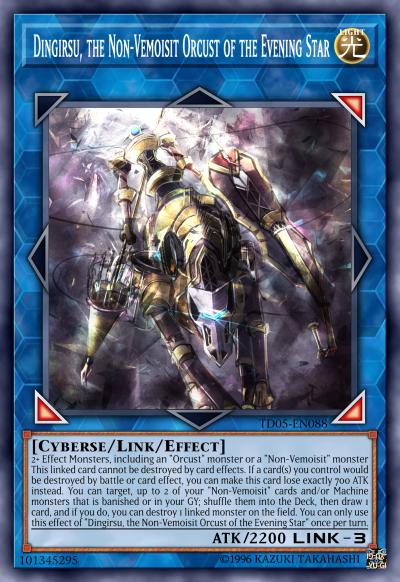 DINGIRSU, THE NON-VEMOISIT ORCUST OF THE EVENING STAR
LIGHT
光
TD05-EN088
[CYBERSE/LINK/EFFECT]
2+ Effect Monsters, including an "Orcust" monster or a "Non-Vemoisit" monster
This linked card cannot be destroyed by card effects. If a card(s) you control would
be destroyed by battle or card effect, you can make this card lose exactly 700 ATK
instead. You can target, up to 2 of your "Non-Vemoisit" cards and/or Machine
monsters that is banished or in your GY; shuffle them into the Deck, then draw 1
card, and if you do, you can destroy 1 linked monster on the field. You can only use
this effect of "Dingirsu, the Non-Vemoisit Orcust of the Evening Star" once per turn.
ATK/2200 LINK-3
101345295
©1996 KAZUKI TAKAHASHI